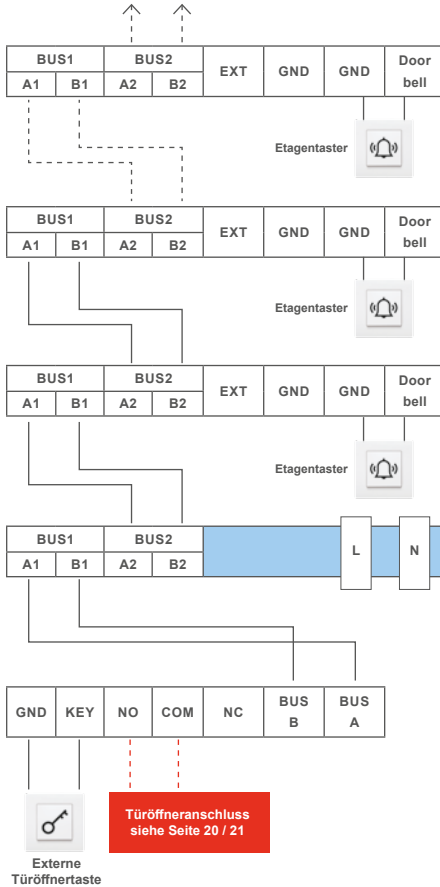 BUS1 BUS2 EXT GND GND Door bell
A1 B1 A2 B2
Etagentaster
BUS1 BUS2 EXT GND GND Door bell
A1 B1 A2 B2
Etagentaster
BUS1 BUS2 EXT GND GND Door bell
A1 B1 A2 B2
Etagentaster
BUS1 BUS2 L N
A1 B1 A2 B2
GND KEY NO COM NC BUS B BUS A
Türöffneranschluss
siehe Seite 20 / 21
Externe
Türöffnertaste